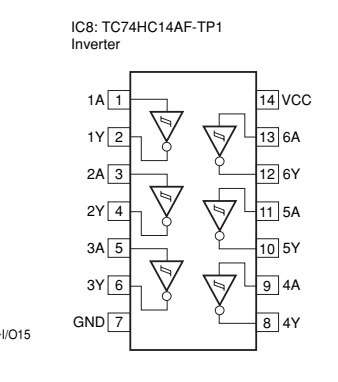 IC8: TC74HC14AF-TP1
Inverter
1A 1 14 VCC
1Y 2 13 6A
2A 3 12 6Y
2Y 4 11 5A
3A 5 10 5Y
3Y 6 9 4A
GND 7 8 4Y
I/O15